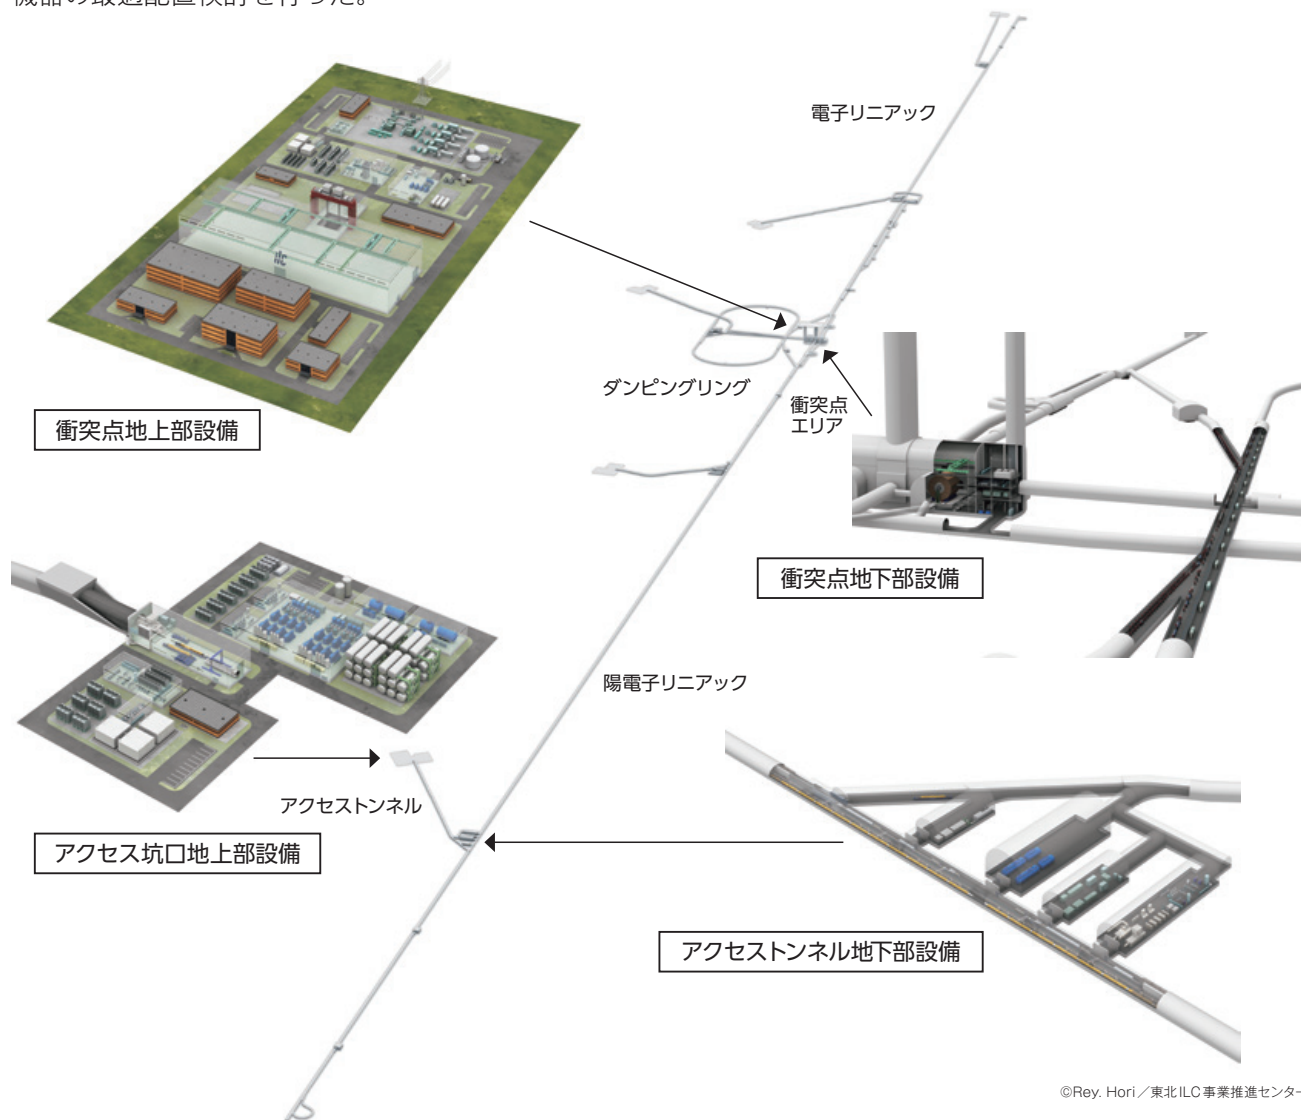 機器の最適配置検討を行った。
電子リニアック
ダンピングリング
衝突点
エリア
衝突点地上部設備
衝突点地下部設備
陽電子リニアック
アクセストンネル
アクセス坑口地上部設備
アクセストンネル地下部設備
©Rey. Hori／東北ILC事業推進センター